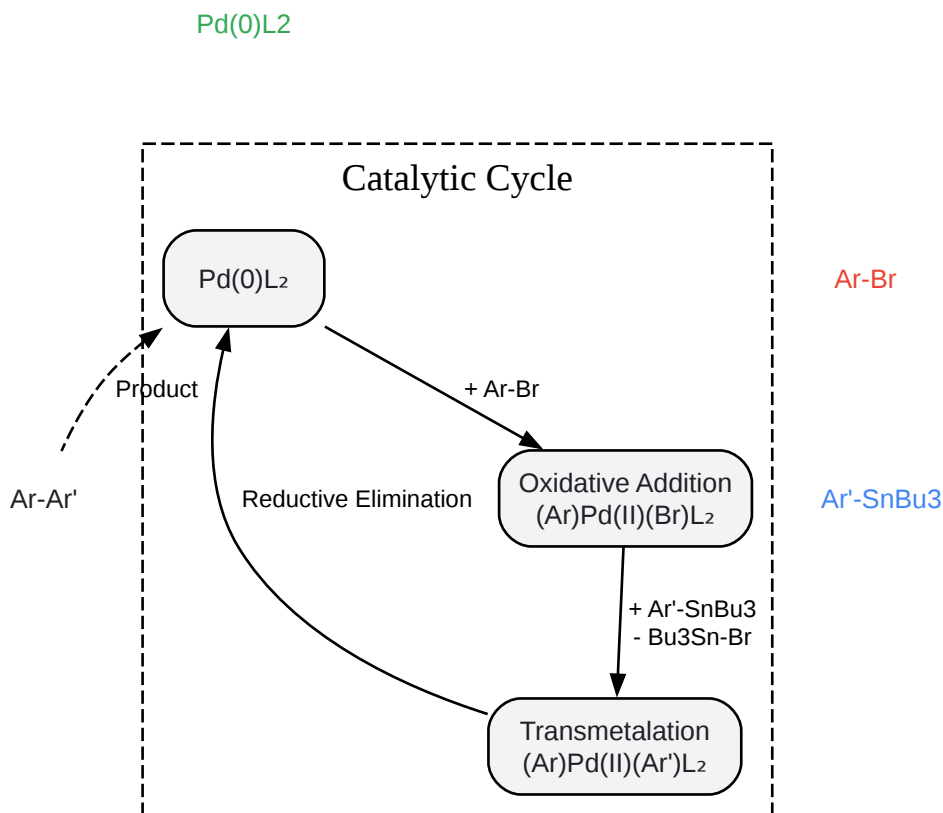 Pd(0)L2
Catalytic Cycle
Pd(0)L₂
Ar-Br
Product
+ Ar-Br
Ar-Ar'
Reductive Elimination
Oxidative Addition
(Ar)Pd(II)(Br)L₂
Ar'-SnBu3
+ Ar'-SnBu3
- Bu3Sn-Br
Transmetalation
(Ar)Pd(II)(Ar')L₂